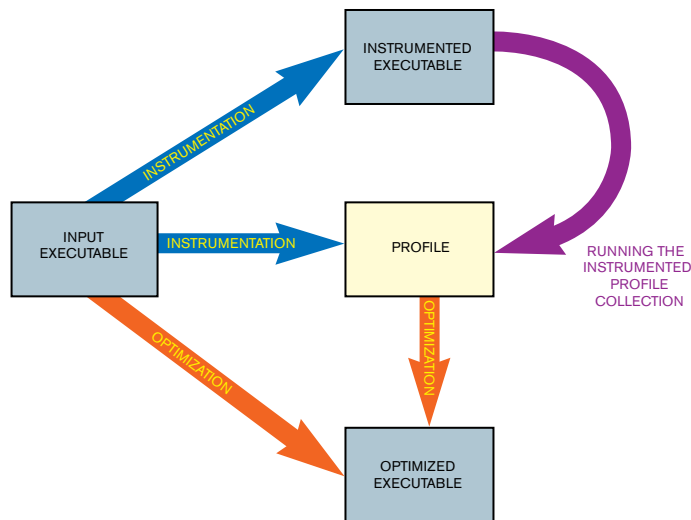 INSTRUMENTED
EXECUTABLE
INSTRUMENTATION
INPUT
EXECUTABLE
INSTRUMENTATION
PROFILE
RUNNING THE
INSTRUMENTED
PROFILE
COLLECTION
OPTIMIZATION
OPTIMIZATION
OPTIMIZED
EXECUTABLE